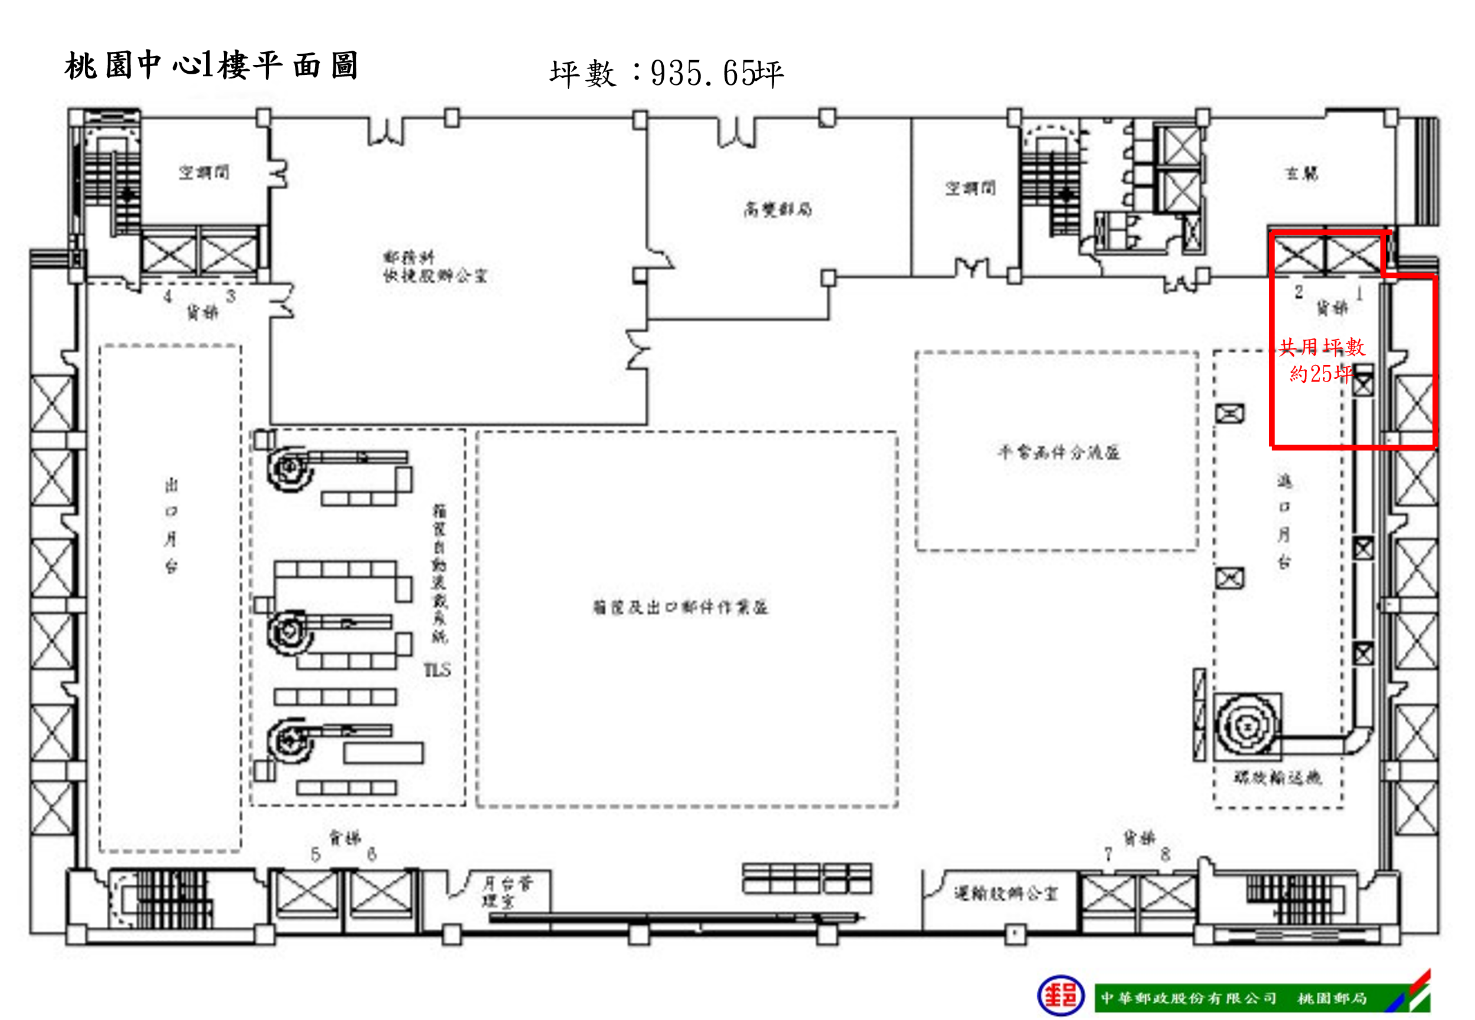 桃園中心1樓平面圖
坪數：935.65坪
空調間
郵務科
快捷股辦公室
高雙郵局
空調間
玄關
4 3
貨梯
2 1
貨梯
共用坪數
約25坪
出口月台
箱筐自動裝載系統
TLS
箱筐及出口郵件作業區
平常函件分流區
進口月台
螺旋輸送機
貨梯
5 6
月台管
理室
貨梯
7 8
運輸股辦公室
中華郵政股份有限公司 桃園郵局